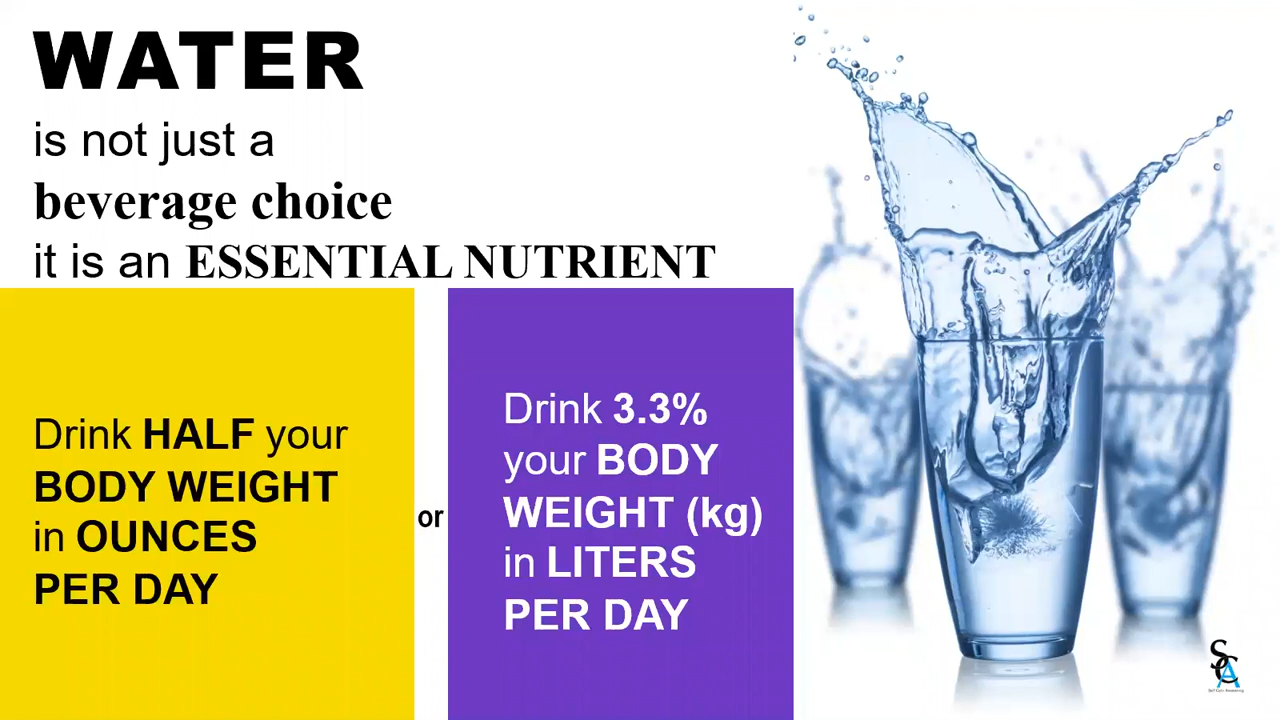 WATER
is not just a
beverage choice
it is an ESSENTIAL NUTRIENT
Drink HALF your
BODY WEIGHT
in OUNCES
PER DAY
or
Drink 3.3%
your BODY
WEIGHT (kg)
in LITERS
PER DAY
SCA